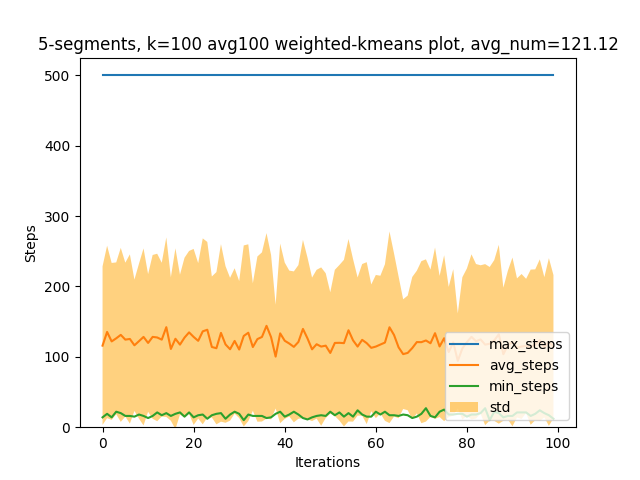 5-segments, k=100 avg100 weighted-kmeans plot, avg_num=121.12
500
400
300
200
100
0
Steps
max_steps
avg_steps
min_steps
std
0 20 40 60 80 100
Iterations